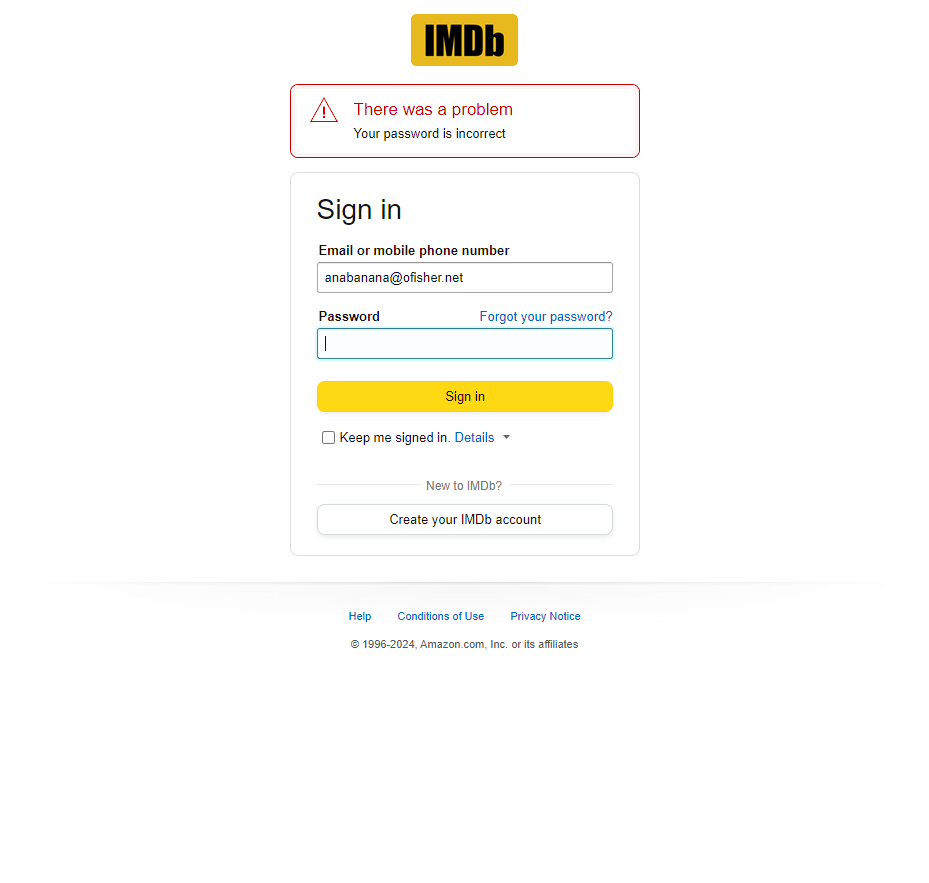 IMDb
There was a problem
Your password is incorrect
Sign in
Email or mobile phone number
anabanana@ofisher.net
Password Forgot your password?
Sign in
Keep me signed in. Details
New to IMDb?
Create your IMDb account
Help Conditions of Use Privacy Notice
© 1996-2024, Amazon.com, Inc. or its affiliates